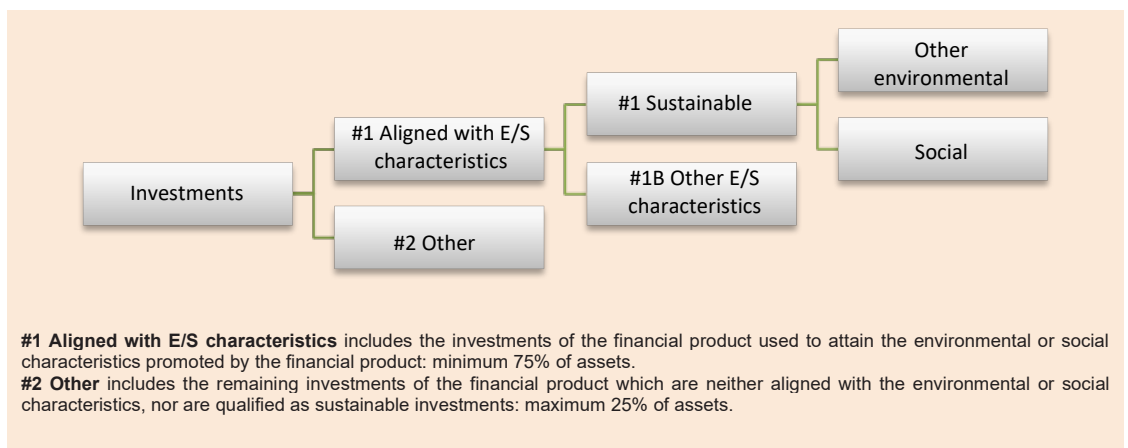 Other
environmental
#1 Sustainable
#1 Aligned with E/S
characteristics
Social
Investments
#1B Other E/S
characteristics
#2 Other
#1 Aligned with E/S characteristics includes the investments of the financial product used to attain the environmental or social
characteristics promoted by the financial product: minimum 75% of assets.
#2 Other includes the remaining investments of the financial product which are neither aligned with the environmental or social
characteristics, nor are qualified as sustainable investments: maximum 25% of assets.